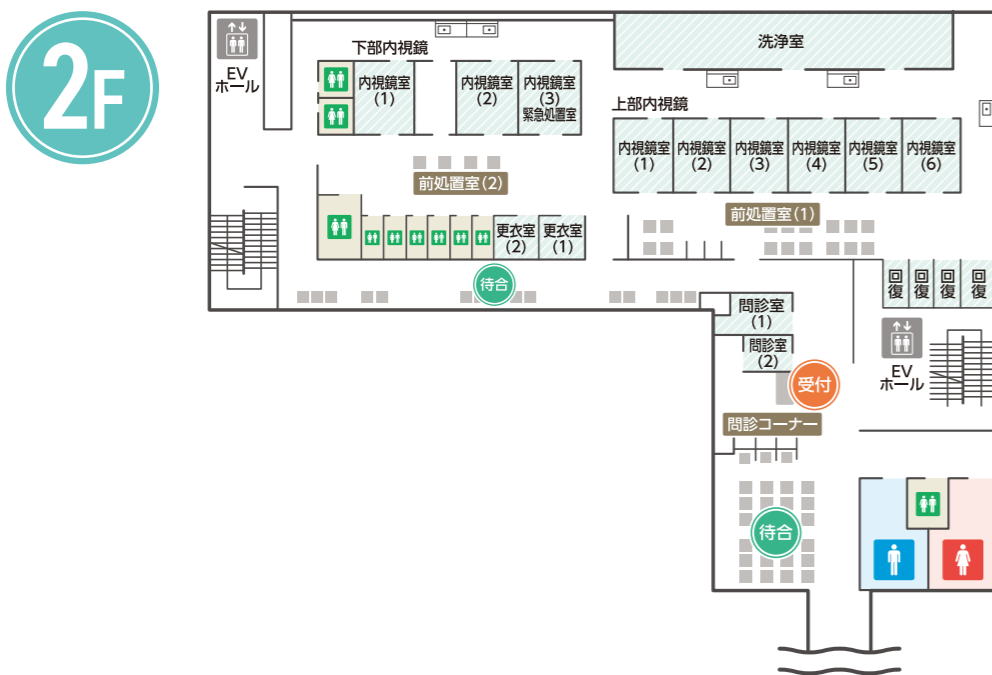 2F
EV
ホール
下部内視鏡
内視鏡室
(1)
内視鏡室
(2)
内視鏡室
(3)
緊急処置室
洗浄室
上部内視鏡
内視鏡室
(1)
内視鏡室
(2)
内視鏡室
(3)
内視鏡室
(4)
内視鏡室
(5)
内視鏡室
(6)
前処置室(2)
前処置室(1)
更衣室
(2)
更衣室
(1)
待合
回復
回復
回復
回復
問診室
(1)
問診室
(2)
EV
ホール
受付
問診コーナー
待合